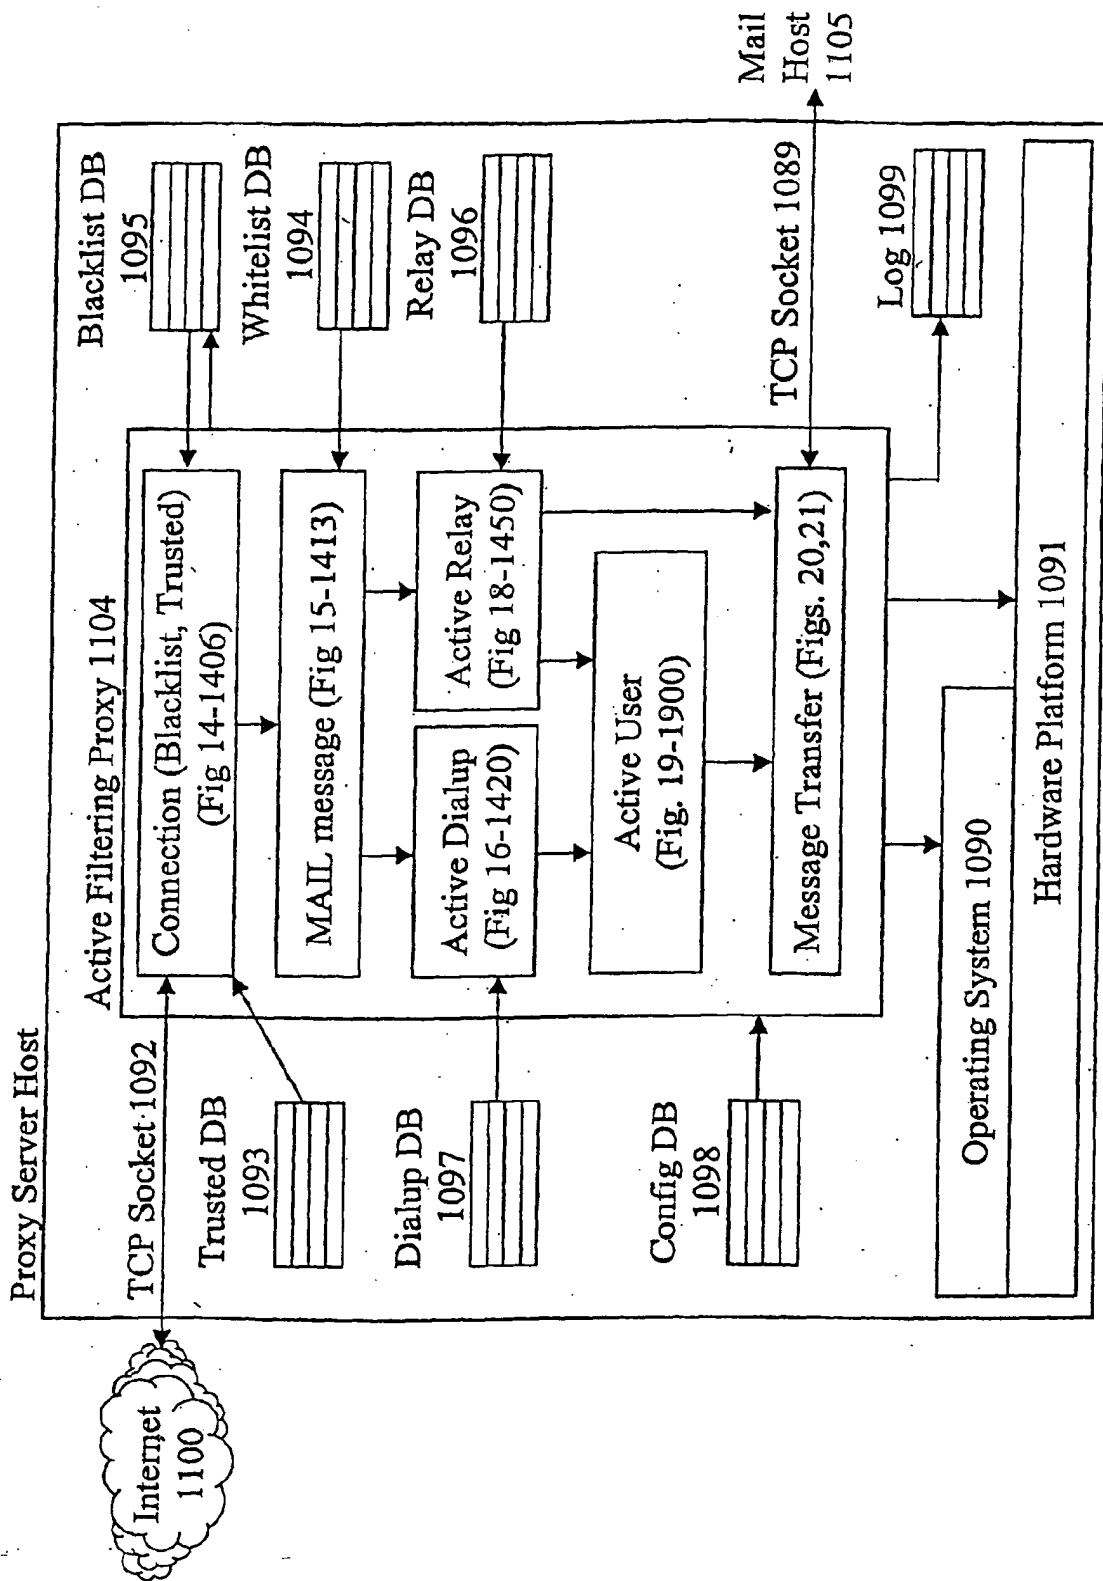 Proxy Server Host
Active Filtering Proxy 1104
Internet
1100
TCP Socket 1092
Connection (Blacklist, Trusted)
(Fig 14-1406)
Blacklist DB
1095
Trusted DB
1093
MAIL message (Fig 15-1413)
Whitelist DB
1094
Dialup DB
1097
Active Dialup
(Fig 16-1420)
Active Relay
(Fig 18-1450)
Relay DB
1096
Active User
(Fig. 19-1900)
Config DB
1098
Message Transfer (Figs. 20,21)
TCP Socket 1089
Mail
Host
1105
Log 1099
Operating System 1090
Hardware Platform 1091